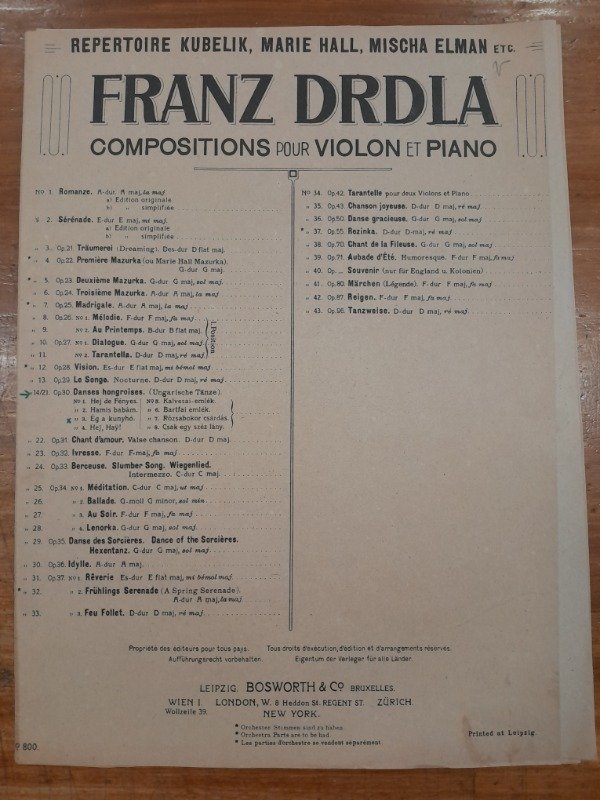 REPERTOIRE KUBELIK, MARIE HALL, MISCHA ELMAN ETC.
FRANZ DRDLA
COMPOSITIONS POUR VIOLON ET PIANO
No 1. Romanze. A-dur. A maj, la maj
a) Edition originale
b) " simplifiée
" 2. Sérénade. E-dur. E maj, mi maj.
a) Edition originale
b) " simplifiée
" 3. Op.21. Träumerei (Dreaming). Des-dur D flat maj.
* " 4. Op.22. Première Mazurka (ou Marie Hall Mazurka).
G-dur G maj.
* " 5. Op.23. Deuxième Mazurka. G-dur G maj, sol maj.
" 6. Op.24. Troisième Mazurka. A-dur A maj, la maj
* " 7. Op.25. Madrigale. A-dur A maj, la maj
" 8. Op.26. No 1. Mélodie. F-dur F maj, fa maj
" 9. No 2. Au Printemps. B-dur B flat maj.
" 10. Op.27. No 1. Dialogue. G-dur G maj, sol maj
" 11. No 2. Tarantella. D-dur D maj, ré maj
1. Position
* " 12. Op.28. Vision. Es-dur E flat maj, mi bémol maj
" 13. Op.29. Le Songe. Nocturne. D-dur D maj, ré maj.
" 14/21. Op.30. Danses hongroises. (Ungarische Tänze).
No 1. Hej de Fényes. No 5. Kalvezai-emlék.
" 2. Hamis babám. " 6. Bartfai emlék.
x " 3. Eg a kunyhó. " 7. Rózsabokor csárdás.
" 4. Hej, Haj! " 8. Csak egy szèz lány.
" 22. Op.31. Chant d'amour. Valse chanson. D-dur D maj.
" 23. Op.32. Ivresse. F-dur F-maj, fa maj
" 24. Op.33. Berceuse. Slumber Song. Wiegenlied.
Intermezzo. C-dur C maj.
" 25. Op.34. No 1. Méditation. C-dur C maj, ut maj
" 26. " 2. Ballade. G-moll G minor, sol min
" 27. " 3. Au Soir. F-dur F maj, fa maj
" 28. " 4. Lenorka. G-dur G maj, sol maj
" 29. Op.35. Danse des Sorcières. Dance of the Sorcières.
Hexentanz. G-dur G maj, sol maj
" 30. Op.36. Idylle. A-dur A maj.
" 31. Op.37. No 1. Rêverie Es-dur E flat maj, mi bémol maj.
* " 32. " 2. Frühlings Serenade (A Spring Serenade).
A-dur A maj, la maj
" 33. " 3. Feu Follet. D-dur D maj, ré maj
No 34. Op.42. Tarantelle pour deux Violons et Piano
" 35. Op.43. Chanson joyeuse. D-dur D maj, ré maj
" 36. Op.50. Danse gracieuse. G-dur G maj, sol maj
* " 37. Op.55. Rezinka. D-dur D-maj, ré maj
" 38. Op.70. Chant de la Fileuse. G-dur G maj, sol maj
" 39. Op.71. Aubade d'Été. Humoresque. F-dur F maj, fa maj
" 40. Op. ... Souvenir (nur für England u. Kolonien)
" 41. Op.80. Märchen (Légende). F-dur F maj, fa maj
" 42. Op.87. Reigen. F-dur F maj, fa maj
" 43. Op.96. Tanzweise. D-dur D maj, ré maj
Propriété des éditeurs pour tous pays. Tous droits d'exécution, d'édition et d'arrangements réservés.
Aufführungsrecht vorbehalten. Eigentum der Verleger für alle Länder.
LEIPZIG. BOSWORTH & Co BRUXELLES.
WIEN I. LONDON, W. 8 Heddon St. REGENT ST. ZÜRICH.
Wollzeile 39.
NEW YORK.
* Orchester Stimmen sind zu haben.
* Orchestra Parts are to be had.
* Les parties d'orchestre se vendent séparément.
Printed at Leipzig.
P 800.